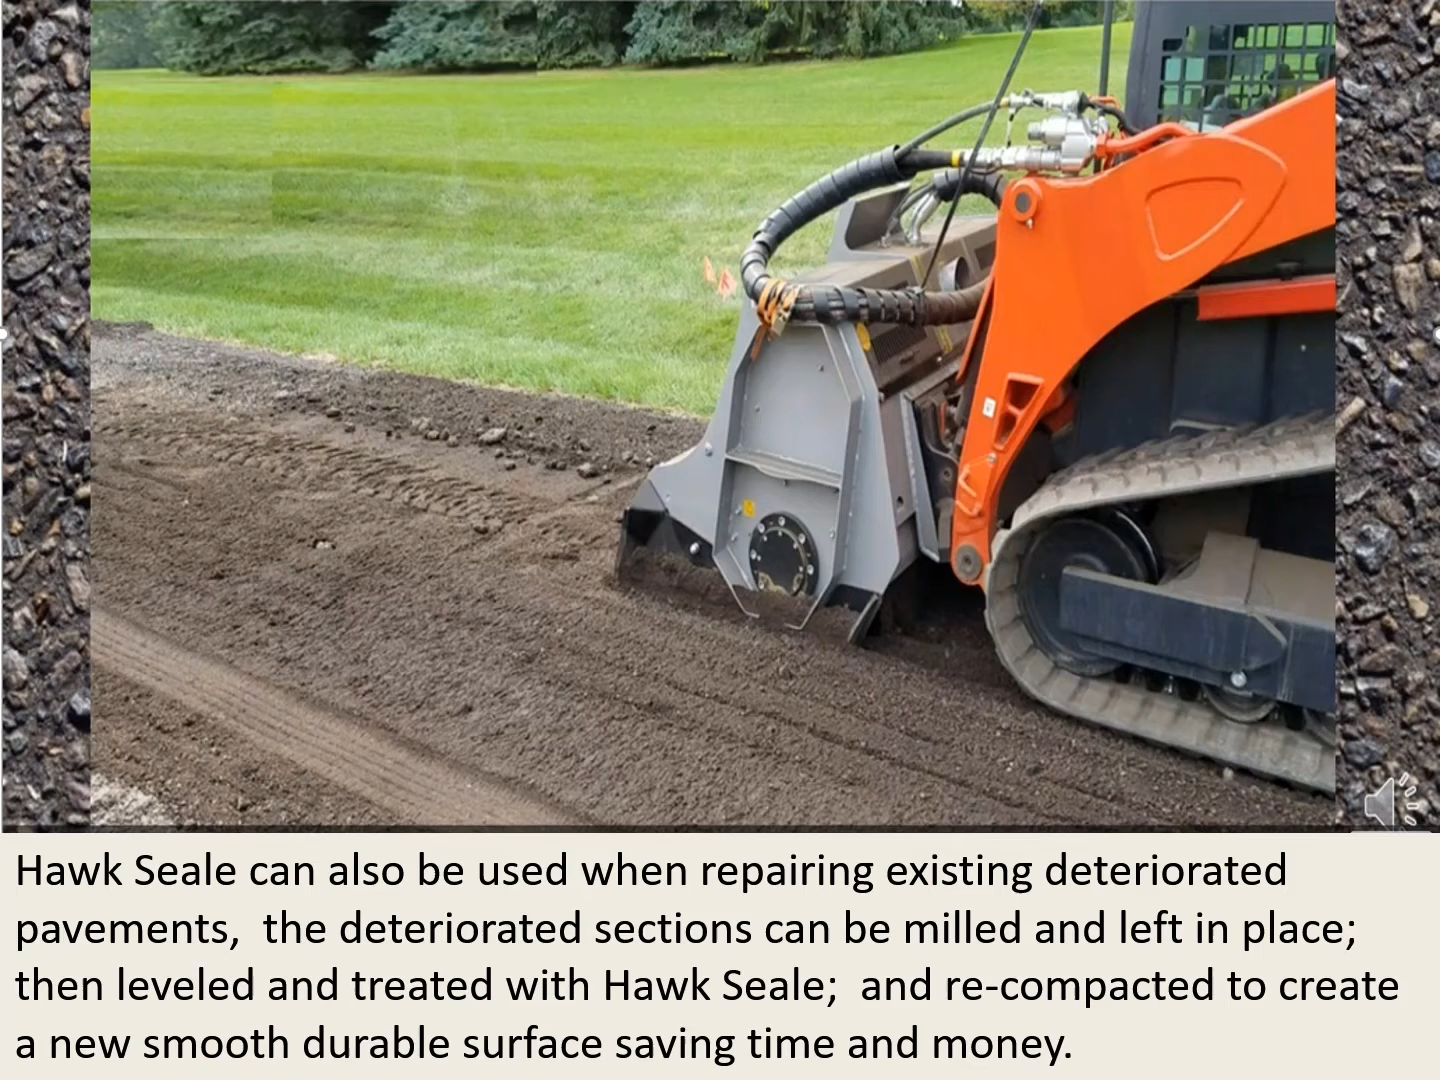 Hawk Seale can also be used when repairing existing deteriorated
pavements,  the deteriorated sections can be milled and left in place;
then leveled and treated with Hawk Seale;  and re-compacted to create
a new smooth durable surface saving time and money.